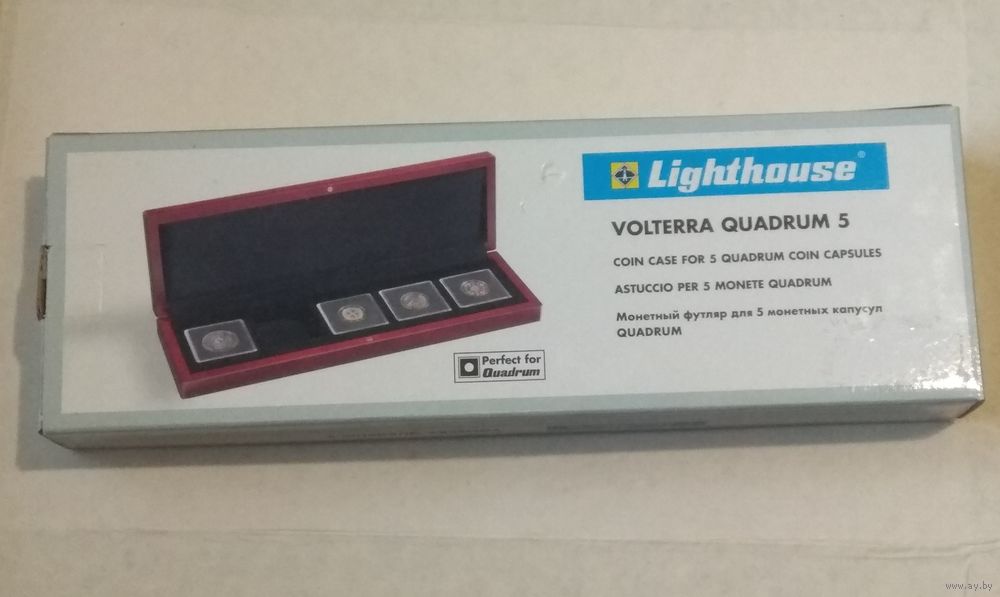 Lighthouse®
VOLTERRA QUADRUM 5
COIN CASE FOR 5 QUADRUM COIN CAPSULES
ASTUCCIO PER 5 MONETE QUADRUM
Монетный футляр для 5 монетных капусул
QUADRUM
Perfect for
Quadrum
www.ay.by